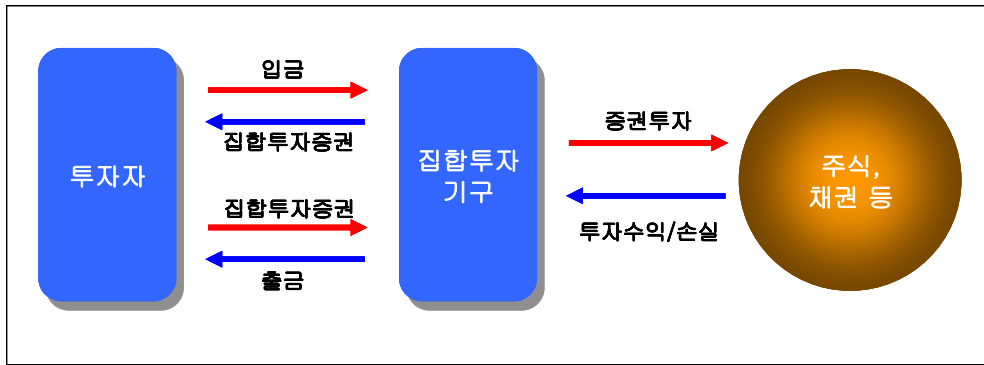 투자자
입금
집합투자증권
집합투자증권
출금
집합투자
기구
증권투자
투자수익/손실
주식,
채권 등